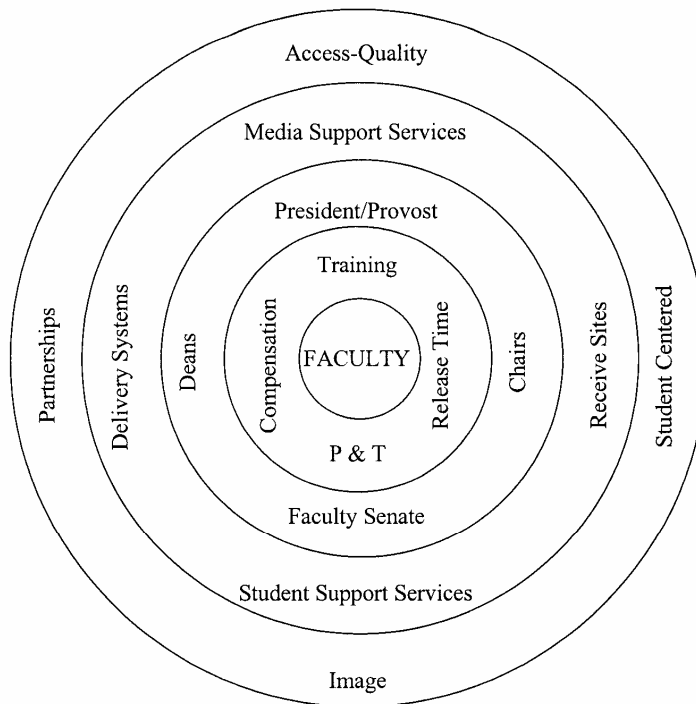 Access-Quality
Media Support Services
President/Provost
Training
Partnerships
Delivery Systems
Deans
Compensation
FACULTY
Release Time
Chairs
Receive Sites
Student Centered
P & T
Faculty Senate
Student Support Services
Image